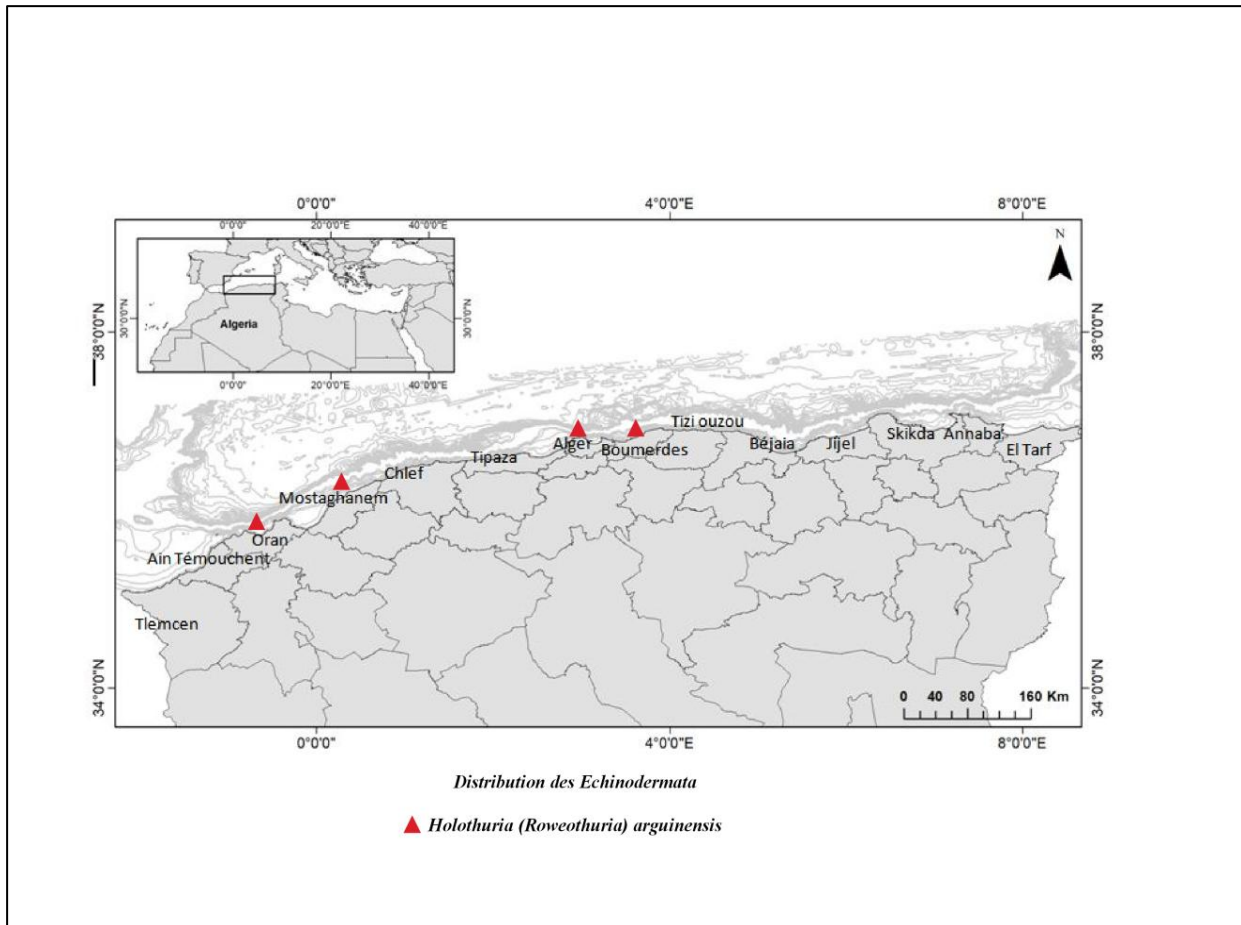 0°0'0" 4°0'0"E 8°0'0"E
0°0'0" 20°0'0"E 40°0'0"E
N
38°0'0"N
30°0'0"N
Algeria
30°0'0"N
38°0'0"N
0°0'0"E 20°0'0"E 40°0'0"E
Tizi ouzou
Alger
Boumerdes
Béjaia
Jijel
Skikda
Annaba
El Tarf
Tipaza
Chlef
Mostaghanem
Oran
Ain Témouchent
Tlemcen
34°0'0"N
0 40 80 160 Km
34°0'0"N
0°0'0"E 4°0'0"E 8°0'0"E
Distribution des Echinodermata
Holothuria (Roweothuria) arguinensis